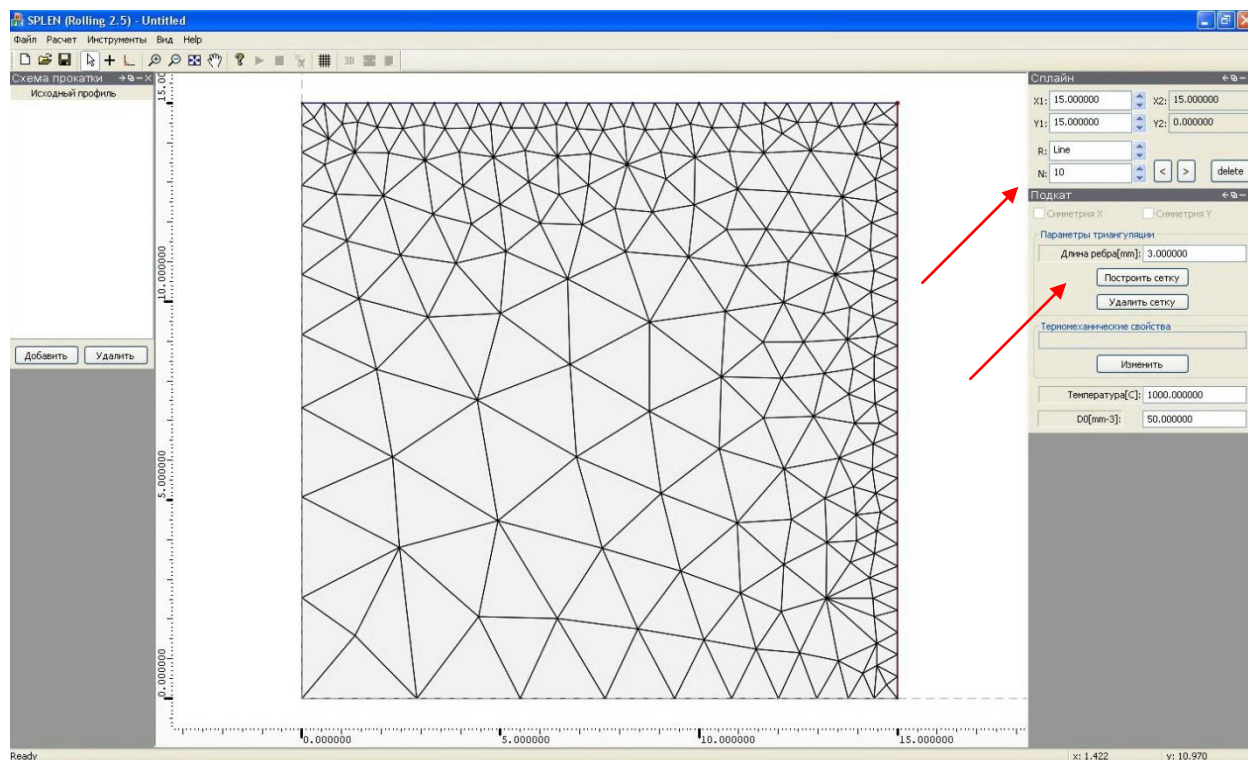 SPLEN (Rolling 2.5) - Untitled
Файл Расчет Инструменты Вид Help
3D
Схема прокатки
Исходный профиль
Добавить Удалить
15.00
10.000000
5.000000
0.000000
0.000000 5.000000 10.000000 15.000000
Сплайн
X1: 15.000000 X2: 15.000000
Y1: 15.000000 Y2: 0.000000
R: Line
N: 10 < > delete
Подкат
Симметрия X Симметрия Y
Параметры триангуляции
Длина ребра[mm]: 3.000000
Построить сетку
Удалить сетку
Термомеханические свойства
Изменить
Температура[C]: 1000.000000
D0[mm-3]: 50.000000
Ready x: 1.422 y: 10.970